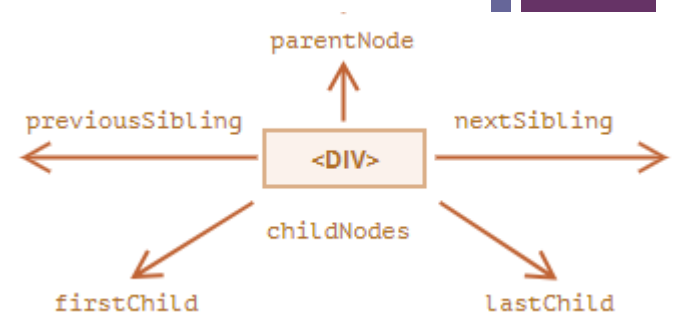 parentNode
previousSibling
nextSibling
<DIV>
childNodes
firstChild
lastChild